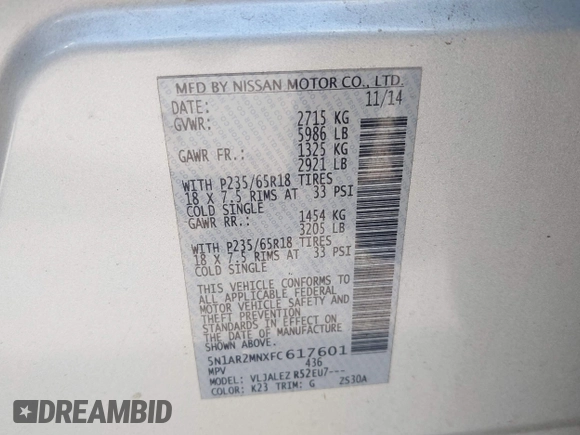 MFD BY NISSAN MOTOR CO., LTD.
DATE: 11/14
GVWR: 2715 KG
5986 LB
GAWR FR.: 1325 KG
2921 LB
WITH P235/65R18 TIRES
18 X 7.5 RIMS AT 33 PSI
COLD SINGLE
GAWR RR.: 1454 KG
3205 LB
WITH P235/65R18 TIRES
18 X 7.5 RIMS AT 33 PSI
COLD SINGLE
THIS VEHICLE CONFORMS TO
ALL APPLICABLE FEDERAL
MOTOR VEHICLE SAFETY AND
THEFT PREVENTION
STANDARDS IN EFFECT ON
THE DATE OF MANUFACTURE
SHOWN ABOVE.
5N1AR2MNXFC617601
MPV 436
MODEL: VLJALEZ R52EU7---
COLOR: K23 TRIM: G 2S30A
© BidHistory
© BidHistory